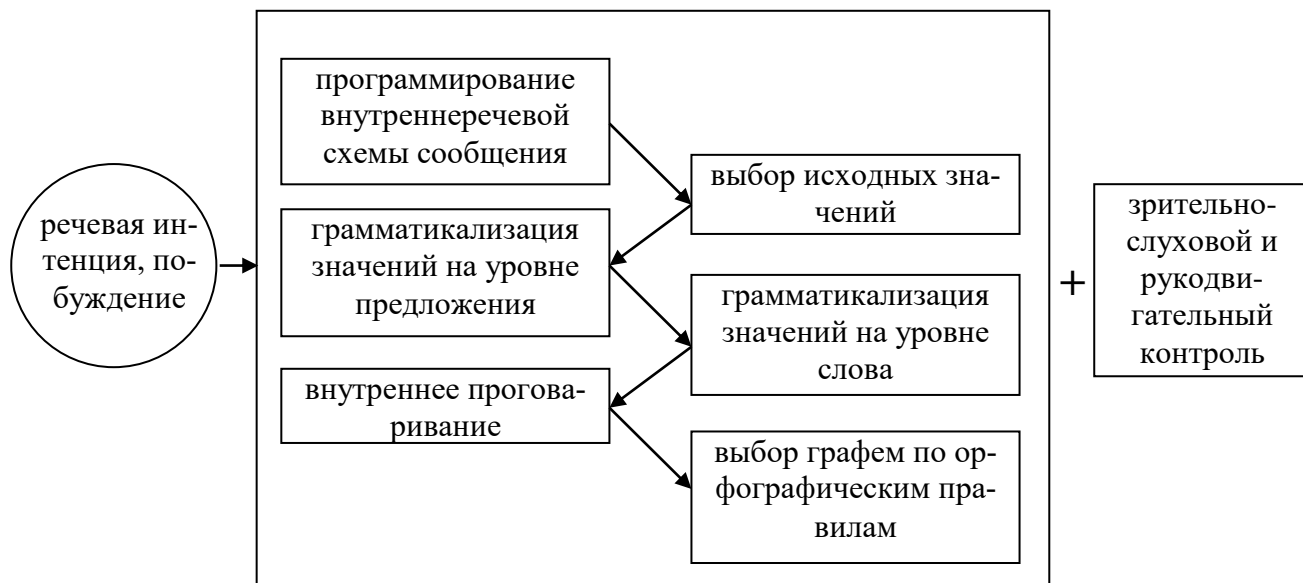 речевая ин-
тенция, по-
буждение
программирование
внутреннеречевой
схемы сообщения
выбор исходных зна-
чений
грамматикализация
значений на уровне
предложения
грамматикализация
значений на уровне
слова
внутреннее прогова-
ривание
выбор графем по ор-
фографическим пра-
вилам
+
зрительно-
слуховой и
рукодви-
гательный
контроль